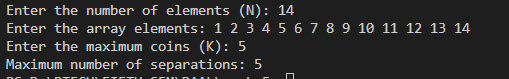 Enter the number of elements (N): 14
Enter the array elements: 1 2 3 4 5 6 7 8 9 10 11 12 13 14
Enter the maximum coins (K): 5
Maximum number of separations: 5